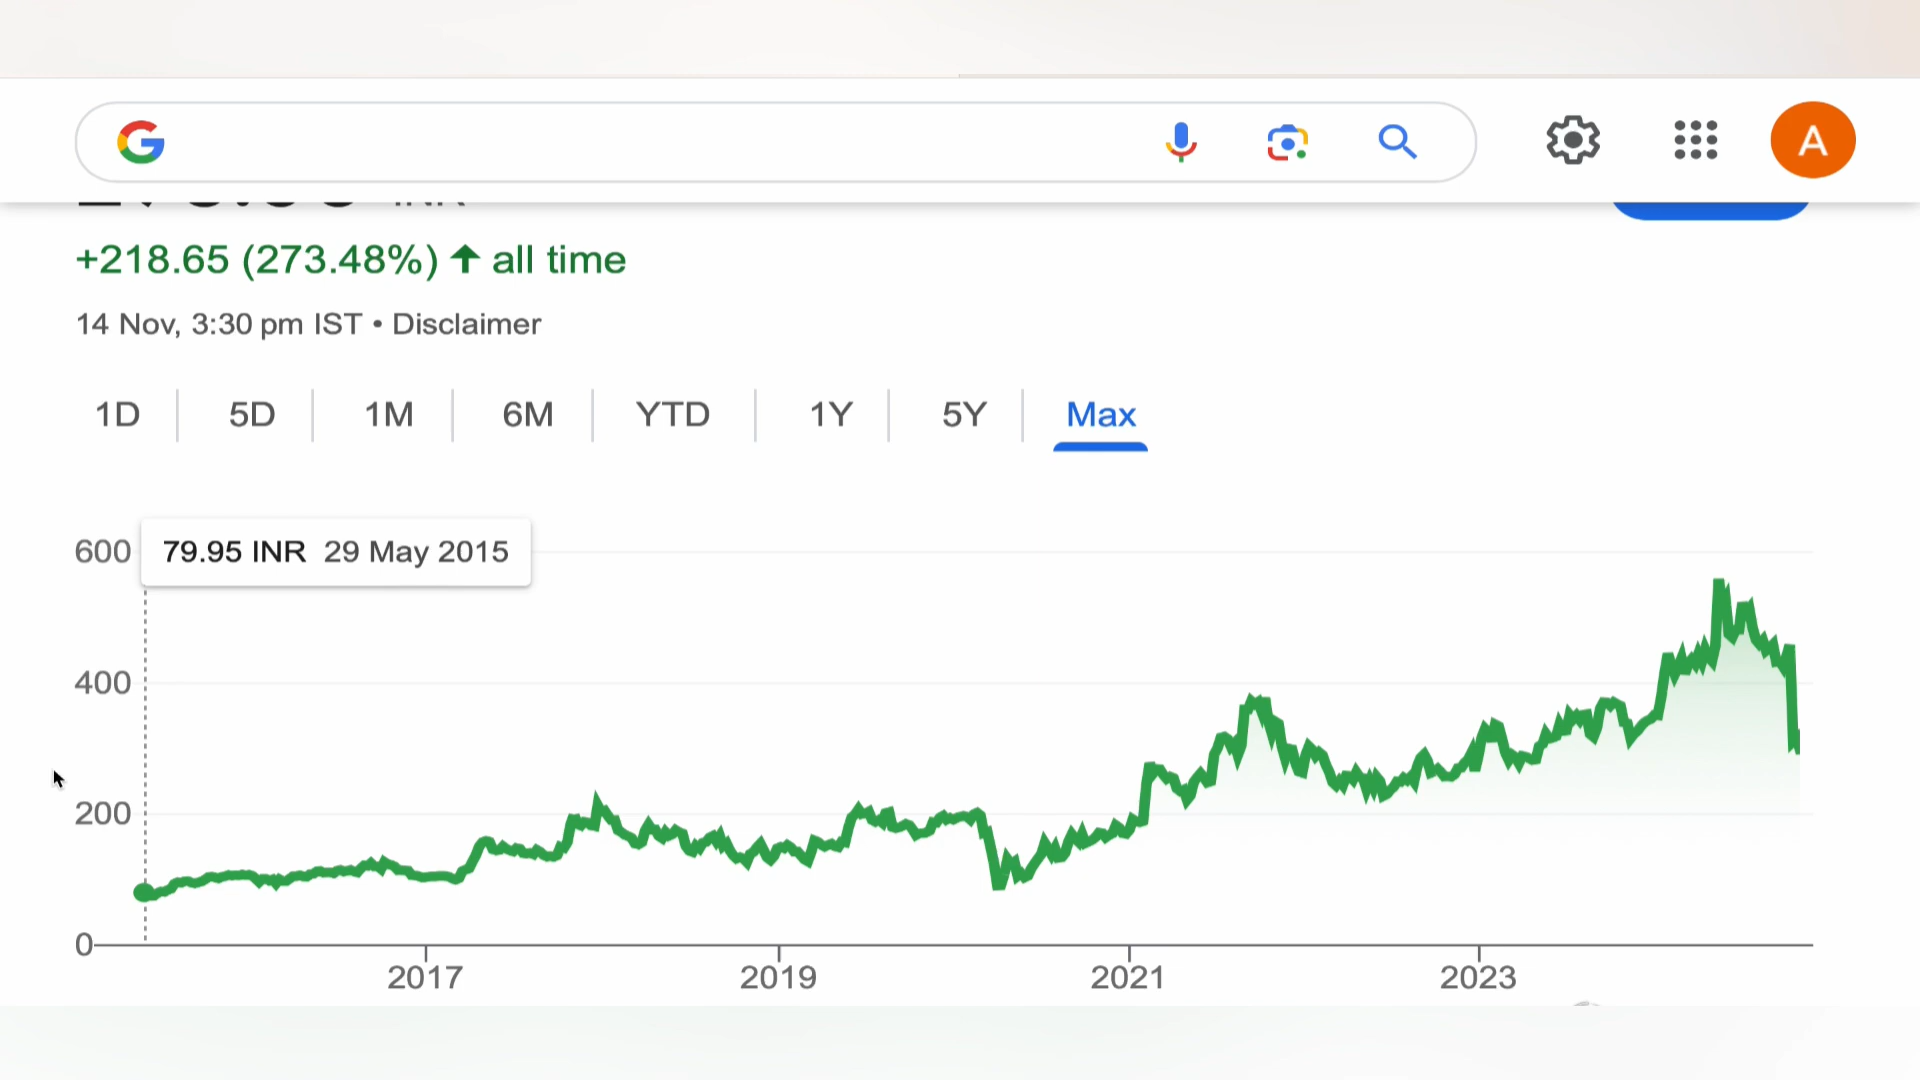 +218.65 (273.48%) ↑ all time
14 Nov, 3:30 pm IST • Disclaimer
1D 5D 1M 6M YTD 1Y 5Y Max
79.95 INR 29 May 2015
600
400
200
0
2017 2019 2021 2023
A